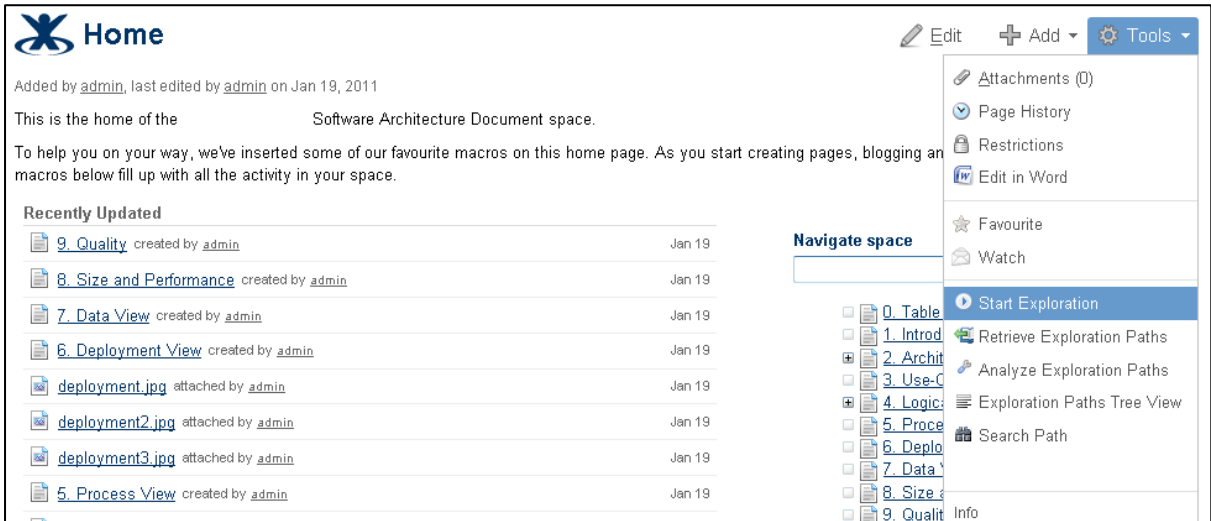 Home
Edit
Add
Tools
Added by admin, last edited by admin on Jan 19, 2011
This is the home of the Software Architecture Document space.
To help you on your way, we've inserted some of our favourite macros on this home page. As you start creating pages, blogging an
macros below fill up with all the activity in your space.
Recently Updated
9. Quality created by admin Jan 19
8. Size and Performance created by admin Jan 19
7. Data View created by admin Jan 19
6. Deployment View created by admin Jan 19
deployment.jpg attached by admin Jan 19
deployment2.jpg attached by admin Jan 19
deployment3.jpg attached by admin Jan 19
5. Process View created by admin Jan 19
Navigate space
0. Table
1. Introd
2. Archit
3. Use-C
4. Logic
5. Proce
6. Deplo
7. Data
8. Size
9. Qualit
Attachments (0)
Page History
Restrictions
Edit in Word
Favourite
Watch
Start Exploration
Retrieve Exploration Paths
Analyze Exploration Paths
Exploration Paths Tree View
Search Path
Info